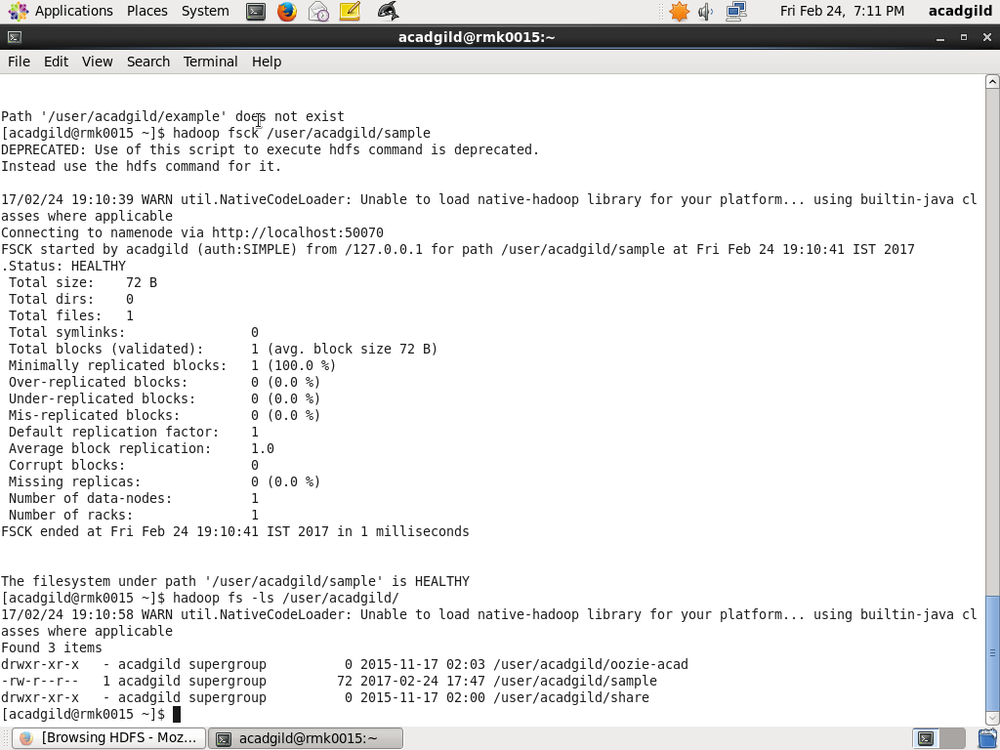 Applications Places System Fri Feb 24, 7:11 PM acadgild
acadgild@rmk0015:~
File Edit View Search Terminal Help
Path '/user/acadgild/example' does not exist
[acadgild@rmk0015 ~]$ hadoop fsck /user/acadgild/sample
DEPRECATED: Use of this script to execute hdfs command is deprecated.
Instead use the hdfs command for it.
17/02/24 19:10:39 WARN util.NativeCodeLoader: Unable to load native-hadoop library for your platform... using builtin-java cl
asses where applicable
Connecting to namenode via http://localhost:50070
FSCK started by acadgild (auth:SIMPLE) from /127.0.0.1 for path /user/acadgild/sample at Fri Feb 24 19:10:41 IST 2017
.Status: HEALTHY
Total size: 72 B
Total dirs: 0
Total files: 1
Total symlinks: 0
Total blocks (validated): 1 (avg. block size 72 B)
Minimally replicated blocks: 1 (100.0 %)
Over-replicated blocks: 0 (0.0 %)
Under-replicated blocks: 0 (0.0 %)
Mis-replicated blocks: 0 (0.0 %)
Default replication factor: 1
Average block replication: 1.0
Corrupt blocks: 0
Missing replicas: 0 (0.0 %)
Number of data-nodes: 1
Number of racks: 1
FSCK ended at Fri Feb 24 19:10:41 IST 2017 in 1 milliseconds
The filesystem under path '/user/acadgild/sample' is HEALTHY
[acadgild@rmk0015 ~]$ hadoop fs -ls /user/acadgild/
17/02/24 19:10:58 WARN util.NativeCodeLoader: Unable to load native-hadoop library for your platform... using builtin-java cl
asses where applicable
Found 3 items
drwxr-xr-x - acadgild supergroup 0 2015-11-17 02:03 /user/acadgild/oozie-acad
-rw-r--r-- 1 acadgild supergroup 72 2017-02-24 17:47 /user/acadgild/sample
drwxr-xr-x - acadgild supergroup 0 2015-11-17 02:00 /user/acadgild/share
[acadgild@rmk0015 ~]$
[Browsing HDFS - Moz... acadgild@rmk0015:~